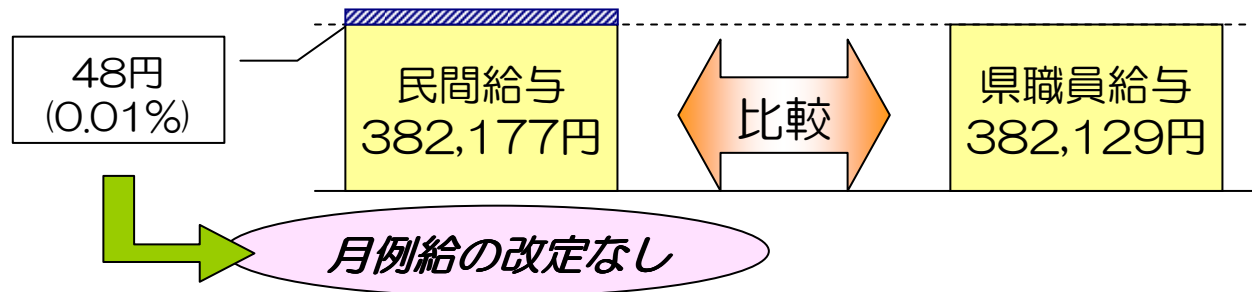 48円
(0.01%)
民間給与
382,177円
比較
県職員給与
382,129円
月例給の改定なし